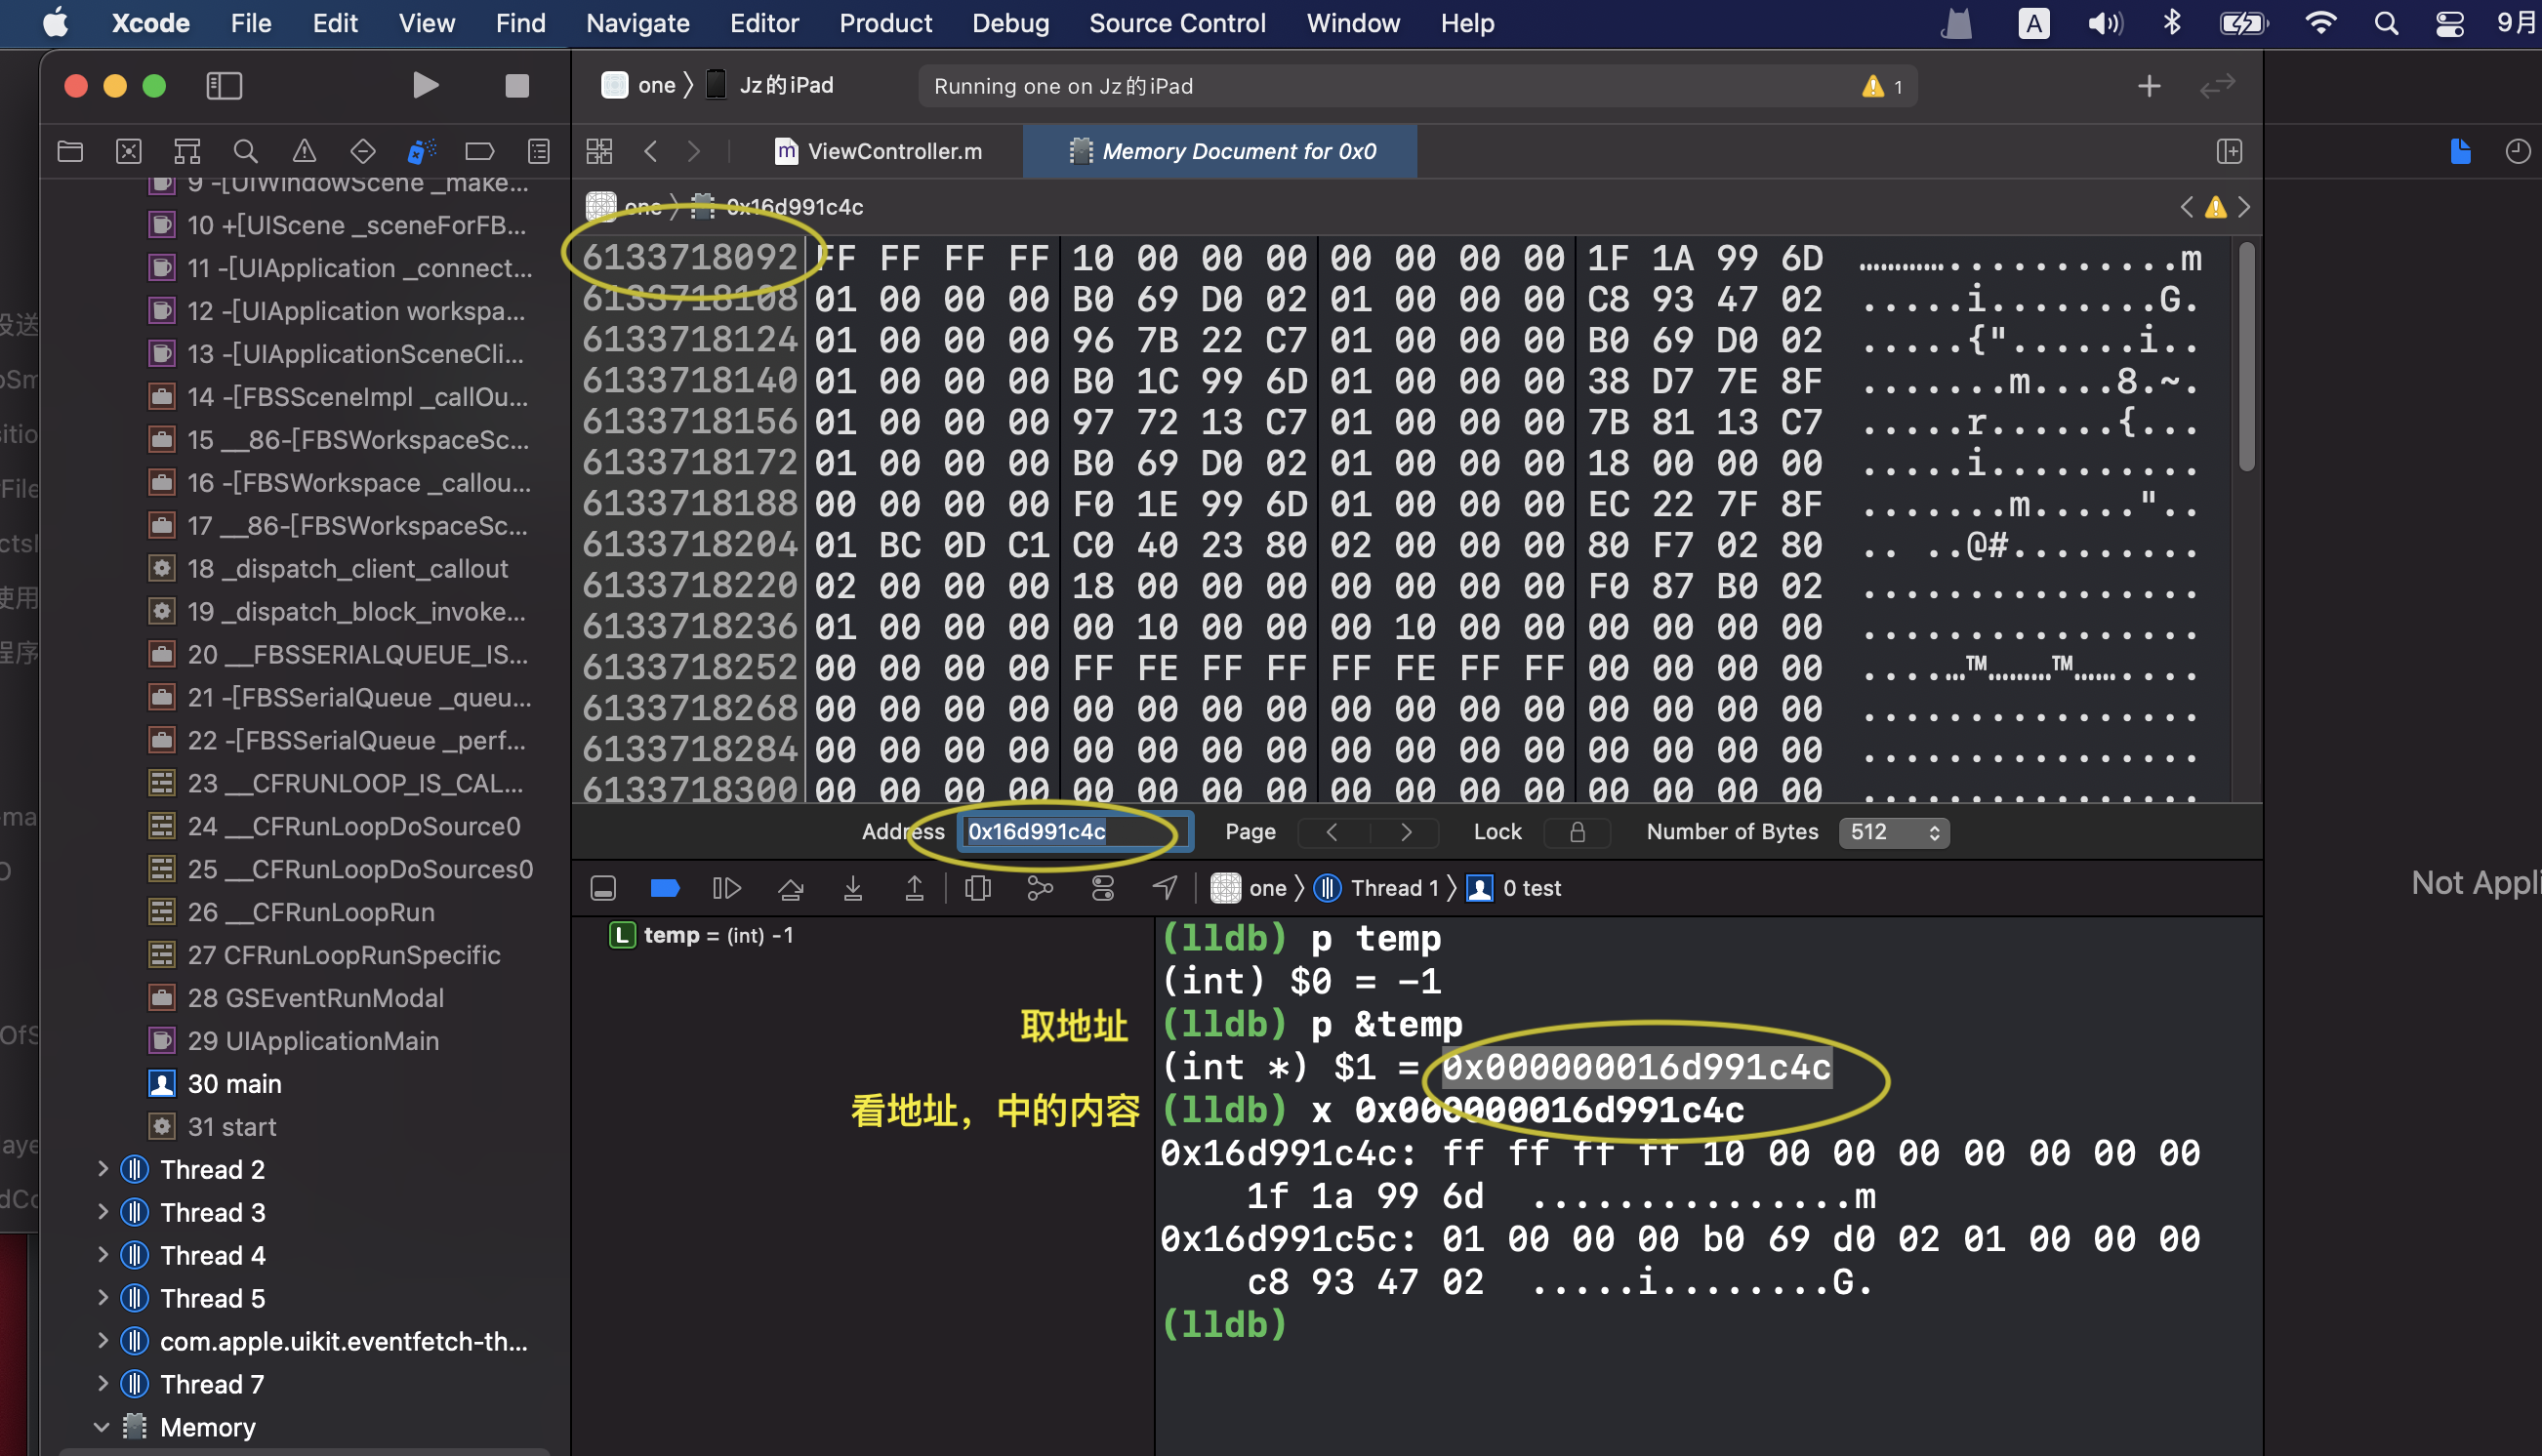 Xcode File Edit View Find Navigate Editor Product Debug Source Control Window Help A 9月
one 〉 Jz的iPad Running one on Jz的iPad 1
m ViewController.m Memory Document for 0x0
one 〉 0x16d991c4c
9 -[UIWindowScene _make...
10 +[UIScene _sceneForFB...
11 -[UIApplication _connect...
12 -[UIApplication workspa...
13 -[UIApplicationSceneCli...
14 -[FBSSceneImpl _callOu...
15 __86-[FBSWorkspaceSc...
16 -[FBSWorkspace _callou...
17 __86-[FBSWorkspaceSc...
18 _dispatch_client_callout
19 _dispatch_block_invoke...
20 __FBSSERIALQUEUE_IS...
21 -[FBSSerialQueue _queu...
22 -[FBSSerialQueue _perf...
23 __CFRUNLOOP_IS_CAL...
24 __CFRunLoopDoSource0
25 __CFRunLoopDoSources0
26 __CFRunLoopRun
27 CFRunLoopRunSpecific
28 GSEventRunModal
29 UIApplicationMain
30 main
31 start
Thread 2
Thread 3
Thread 4
Thread 5
com.apple.uikit.eventfetch-th...
Thread 7
Memory
6133718092 FF FF FF FF 10 00 00 00 00 00 00 00 1F 1A 99 6D …………...........m
6133718108 01 00 00 00 B0 69 D0 02 01 00 00 00 C8 93 47 02 .....i........G.
6133718124 01 00 00 00 96 7B 22 C7 01 00 00 00 B0 69 D0 02 .....{"......i..
6133718140 01 00 00 00 B0 1C 99 6D 01 00 00 00 38 D7 7E 8F .......m....8.~.
6133718156 01 00 00 00 97 72 13 C7 01 00 00 00 7B 81 13 C7 .....r......{...
6133718172 01 00 00 00 B0 69 D0 02 01 00 00 00 18 00 00 00 .....i..........
6133718188 00 00 00 00 F0 1E 99 6D 01 00 00 00 EC 22 7F 8F .......m.....“..
6133718204 01 BC 0D C1 C0 40 23 80 02 00 00 00 80 F7 02 80 .. ..@#.........
6133718220 02 00 00 00 18 00 00 00 00 00 00 00 F0 87 B0 02 ................
6133718236 01 00 00 00 00 10 00 00 00 10 00 00 00 00 00 00 ................
6133718252 00 00 00 00 FF FE FF FF FF FE FF FF 00 00 00 00 ....…™………™……....
6133718268 00 00 00 00 00 00 00 00 00 00 00 00 00 00 00 00 ................
6133718284 00 00 00 00 00 00 00 00 00 00 00 00 00 00 00 00 ................
6133718300 00 00 00 00 00 00 00 00 00 00 00 00 00 00 00 00 ................
Address 0x16d991c4c Page Lock Number of Bytes 512
one 〉 Thread 1 〉 0 test
L temp = (int) -1
(lldb) p temp
(int) $0 = -1
取地址 (lldb) p &temp
(int *) $1 = 0x000000016d991c4c
看地址，中的内容 (lldb) x 0x000000016d991c4c
0x16d991c4c: ff ff ff ff 10 00 00 00 00 00 00 00
1f 1a 99 6d ...............m
0x16d991c5c: 01 00 00 00 b0 69 d0 02 01 00 00 00
c8 93 47 02 .....i........G.
(lldb)
Not Appli